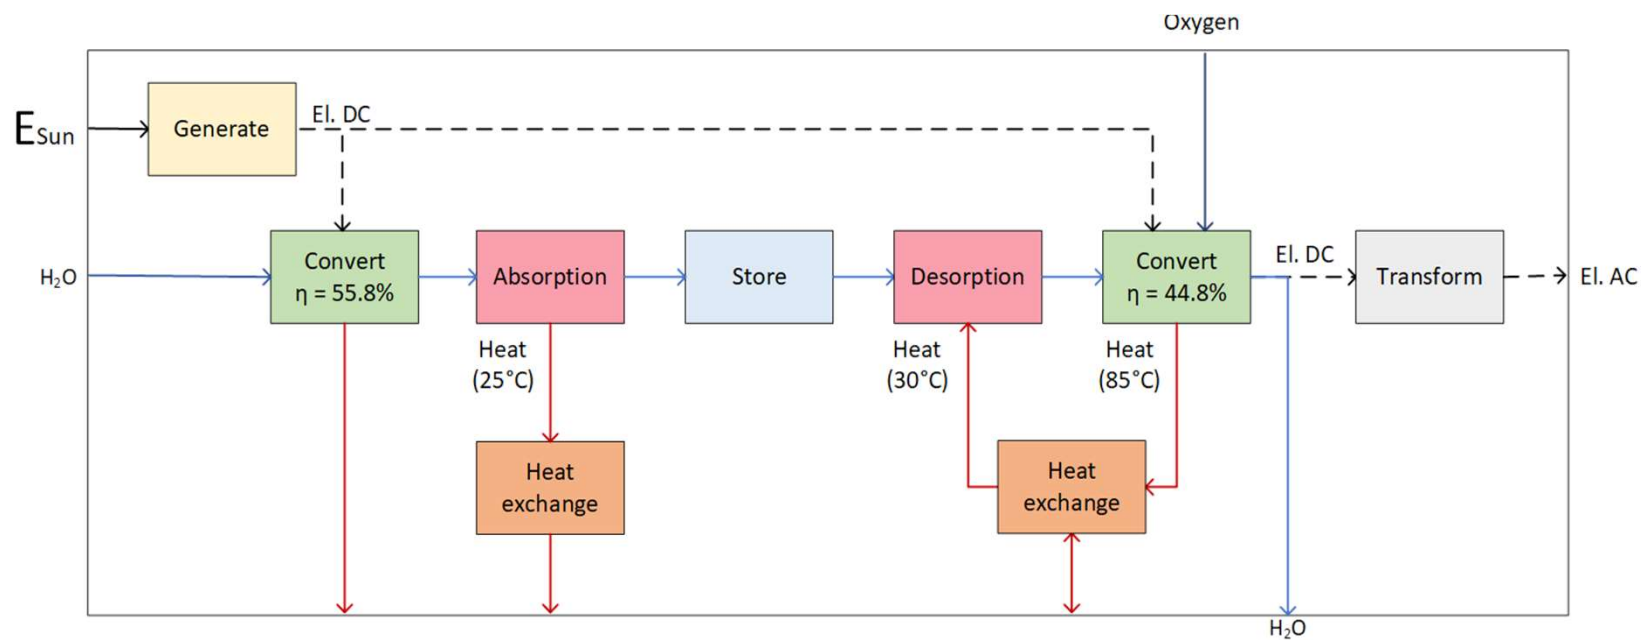 Oxygen
El. DC
E Sun
Generate
Convert
η = 55.8%
Absorption
Store
Desorption
Convert
η = 44.8%
El. DC
Transform
El. AC
H₂O
Heat
(25°C)
Heat
(30°C)
Heat
(85°C)
Heat
exchange
Heat
exchange
H₂O